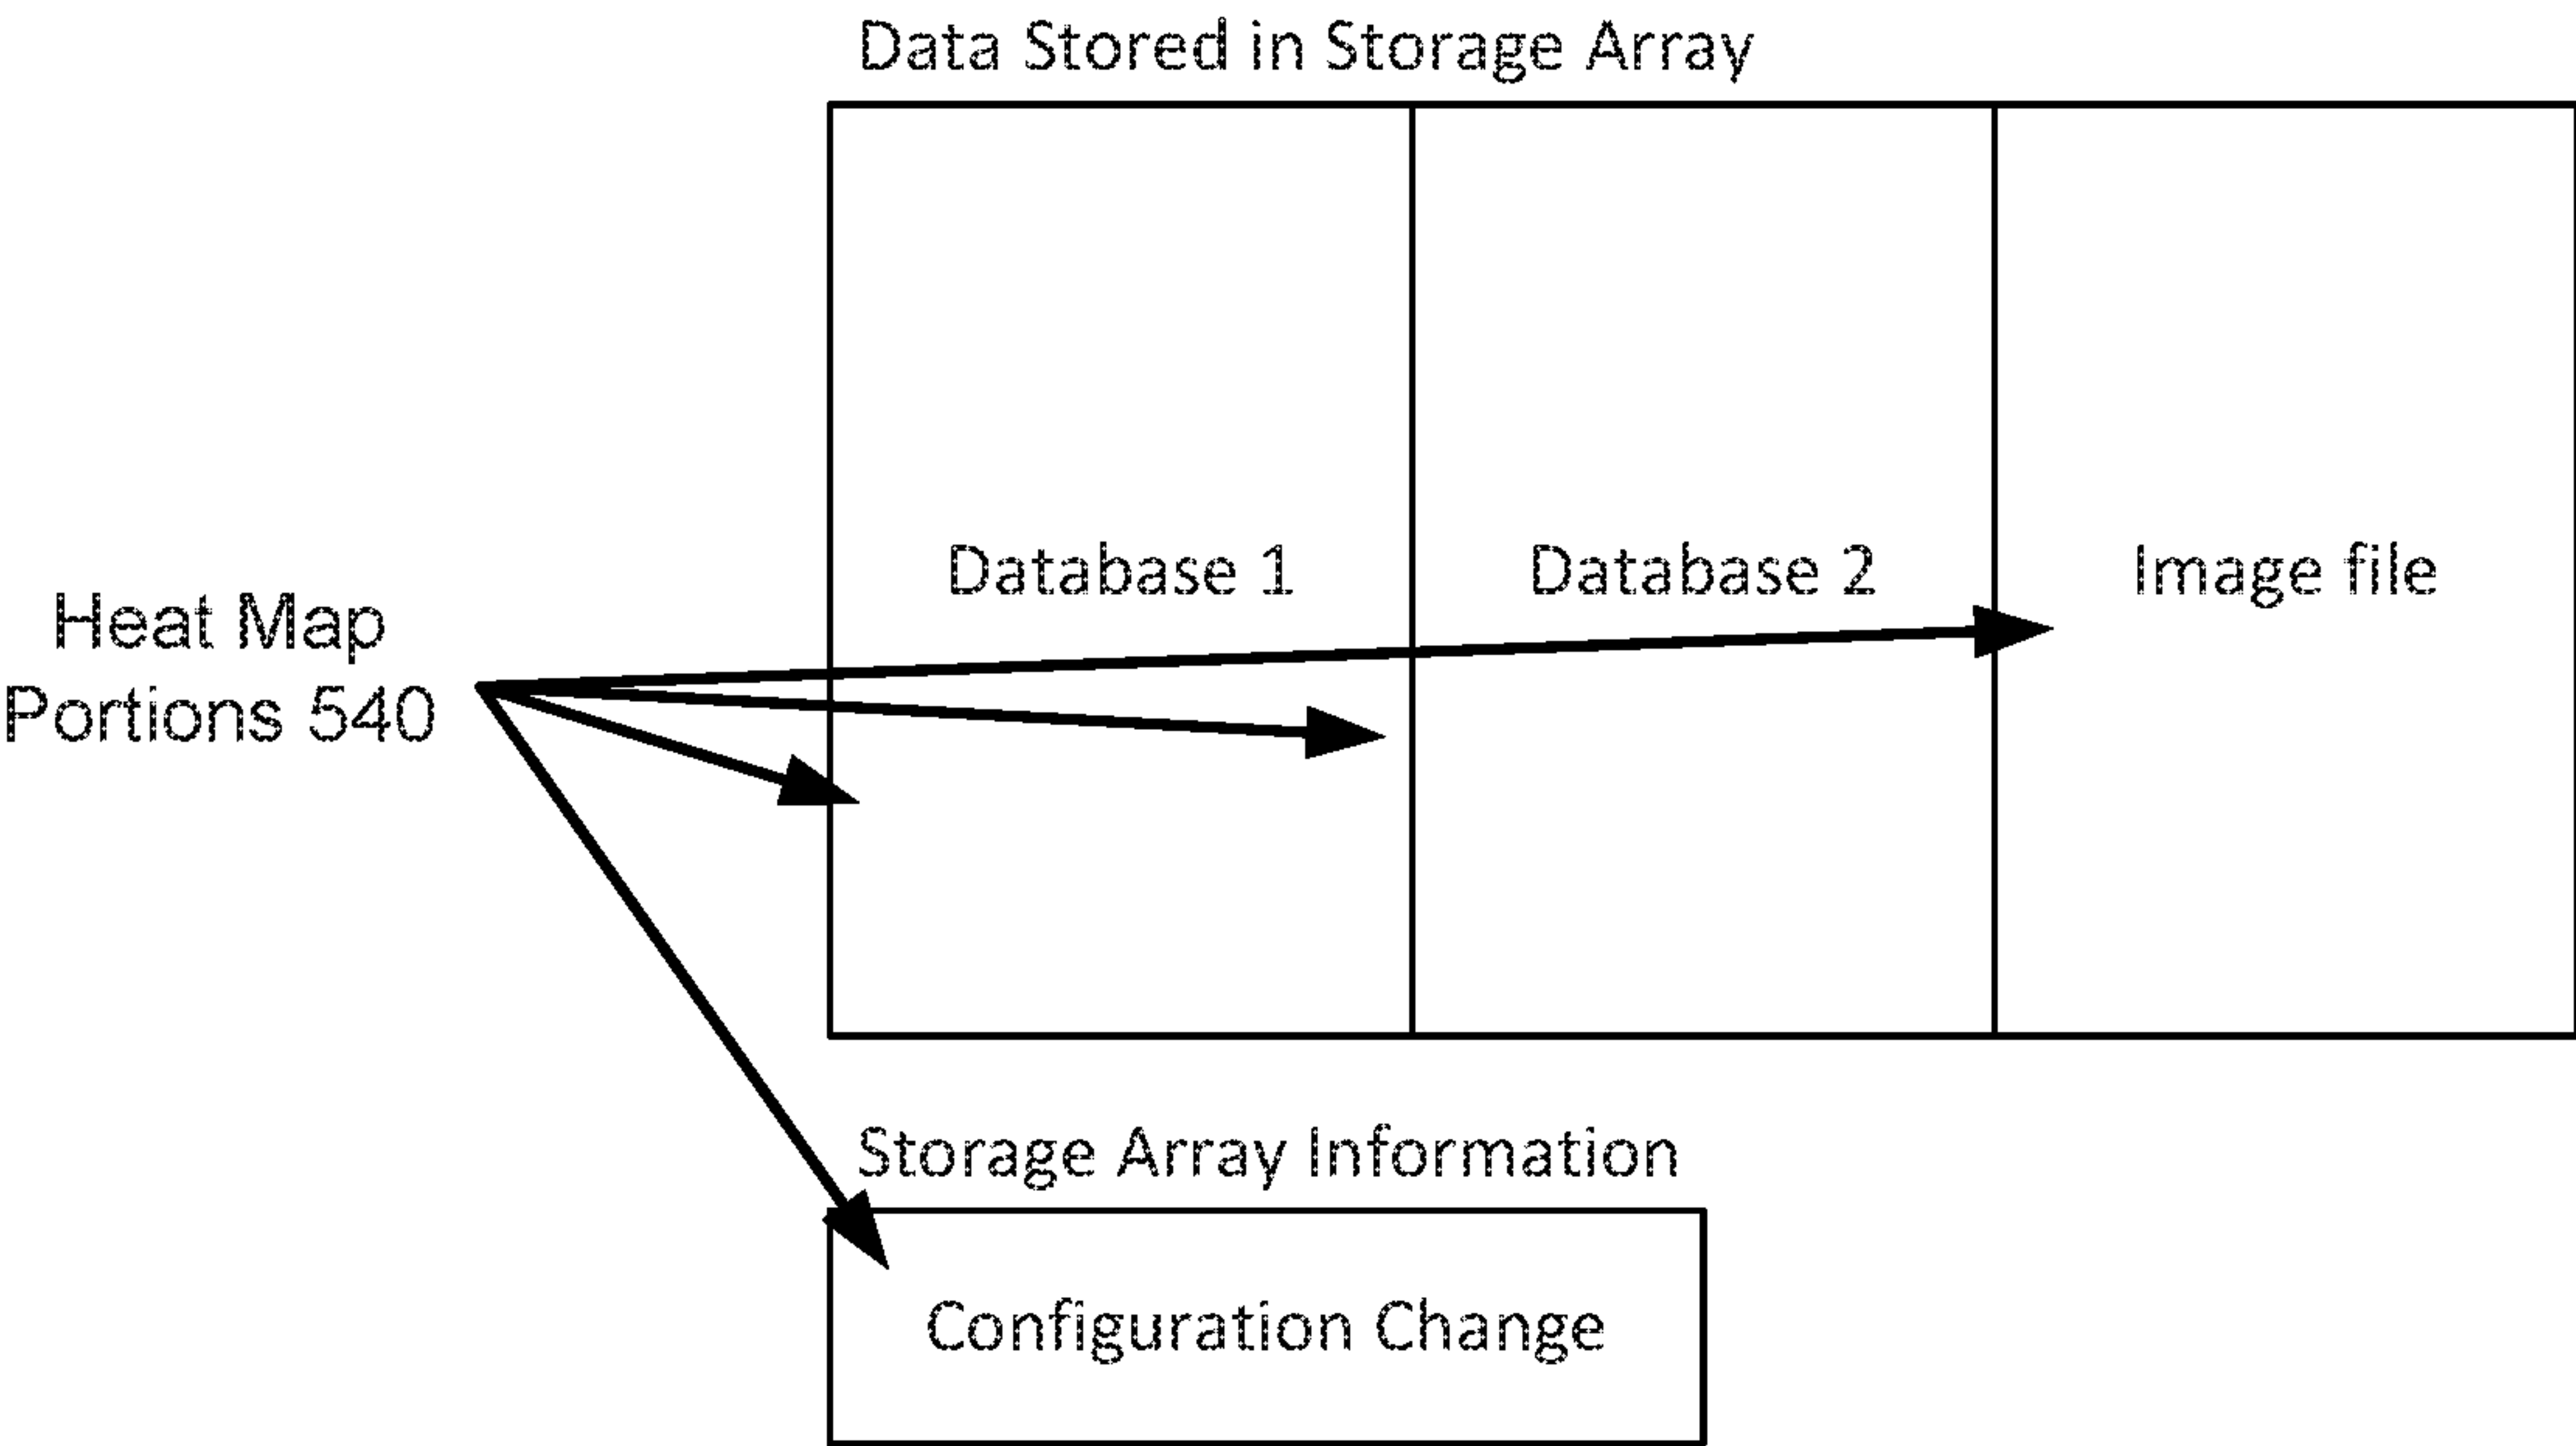 Data Stored in Storage Array
Database 1
Database 2
Image file
Heat Map
Portions 540
Storage Array Information
Configuration Change